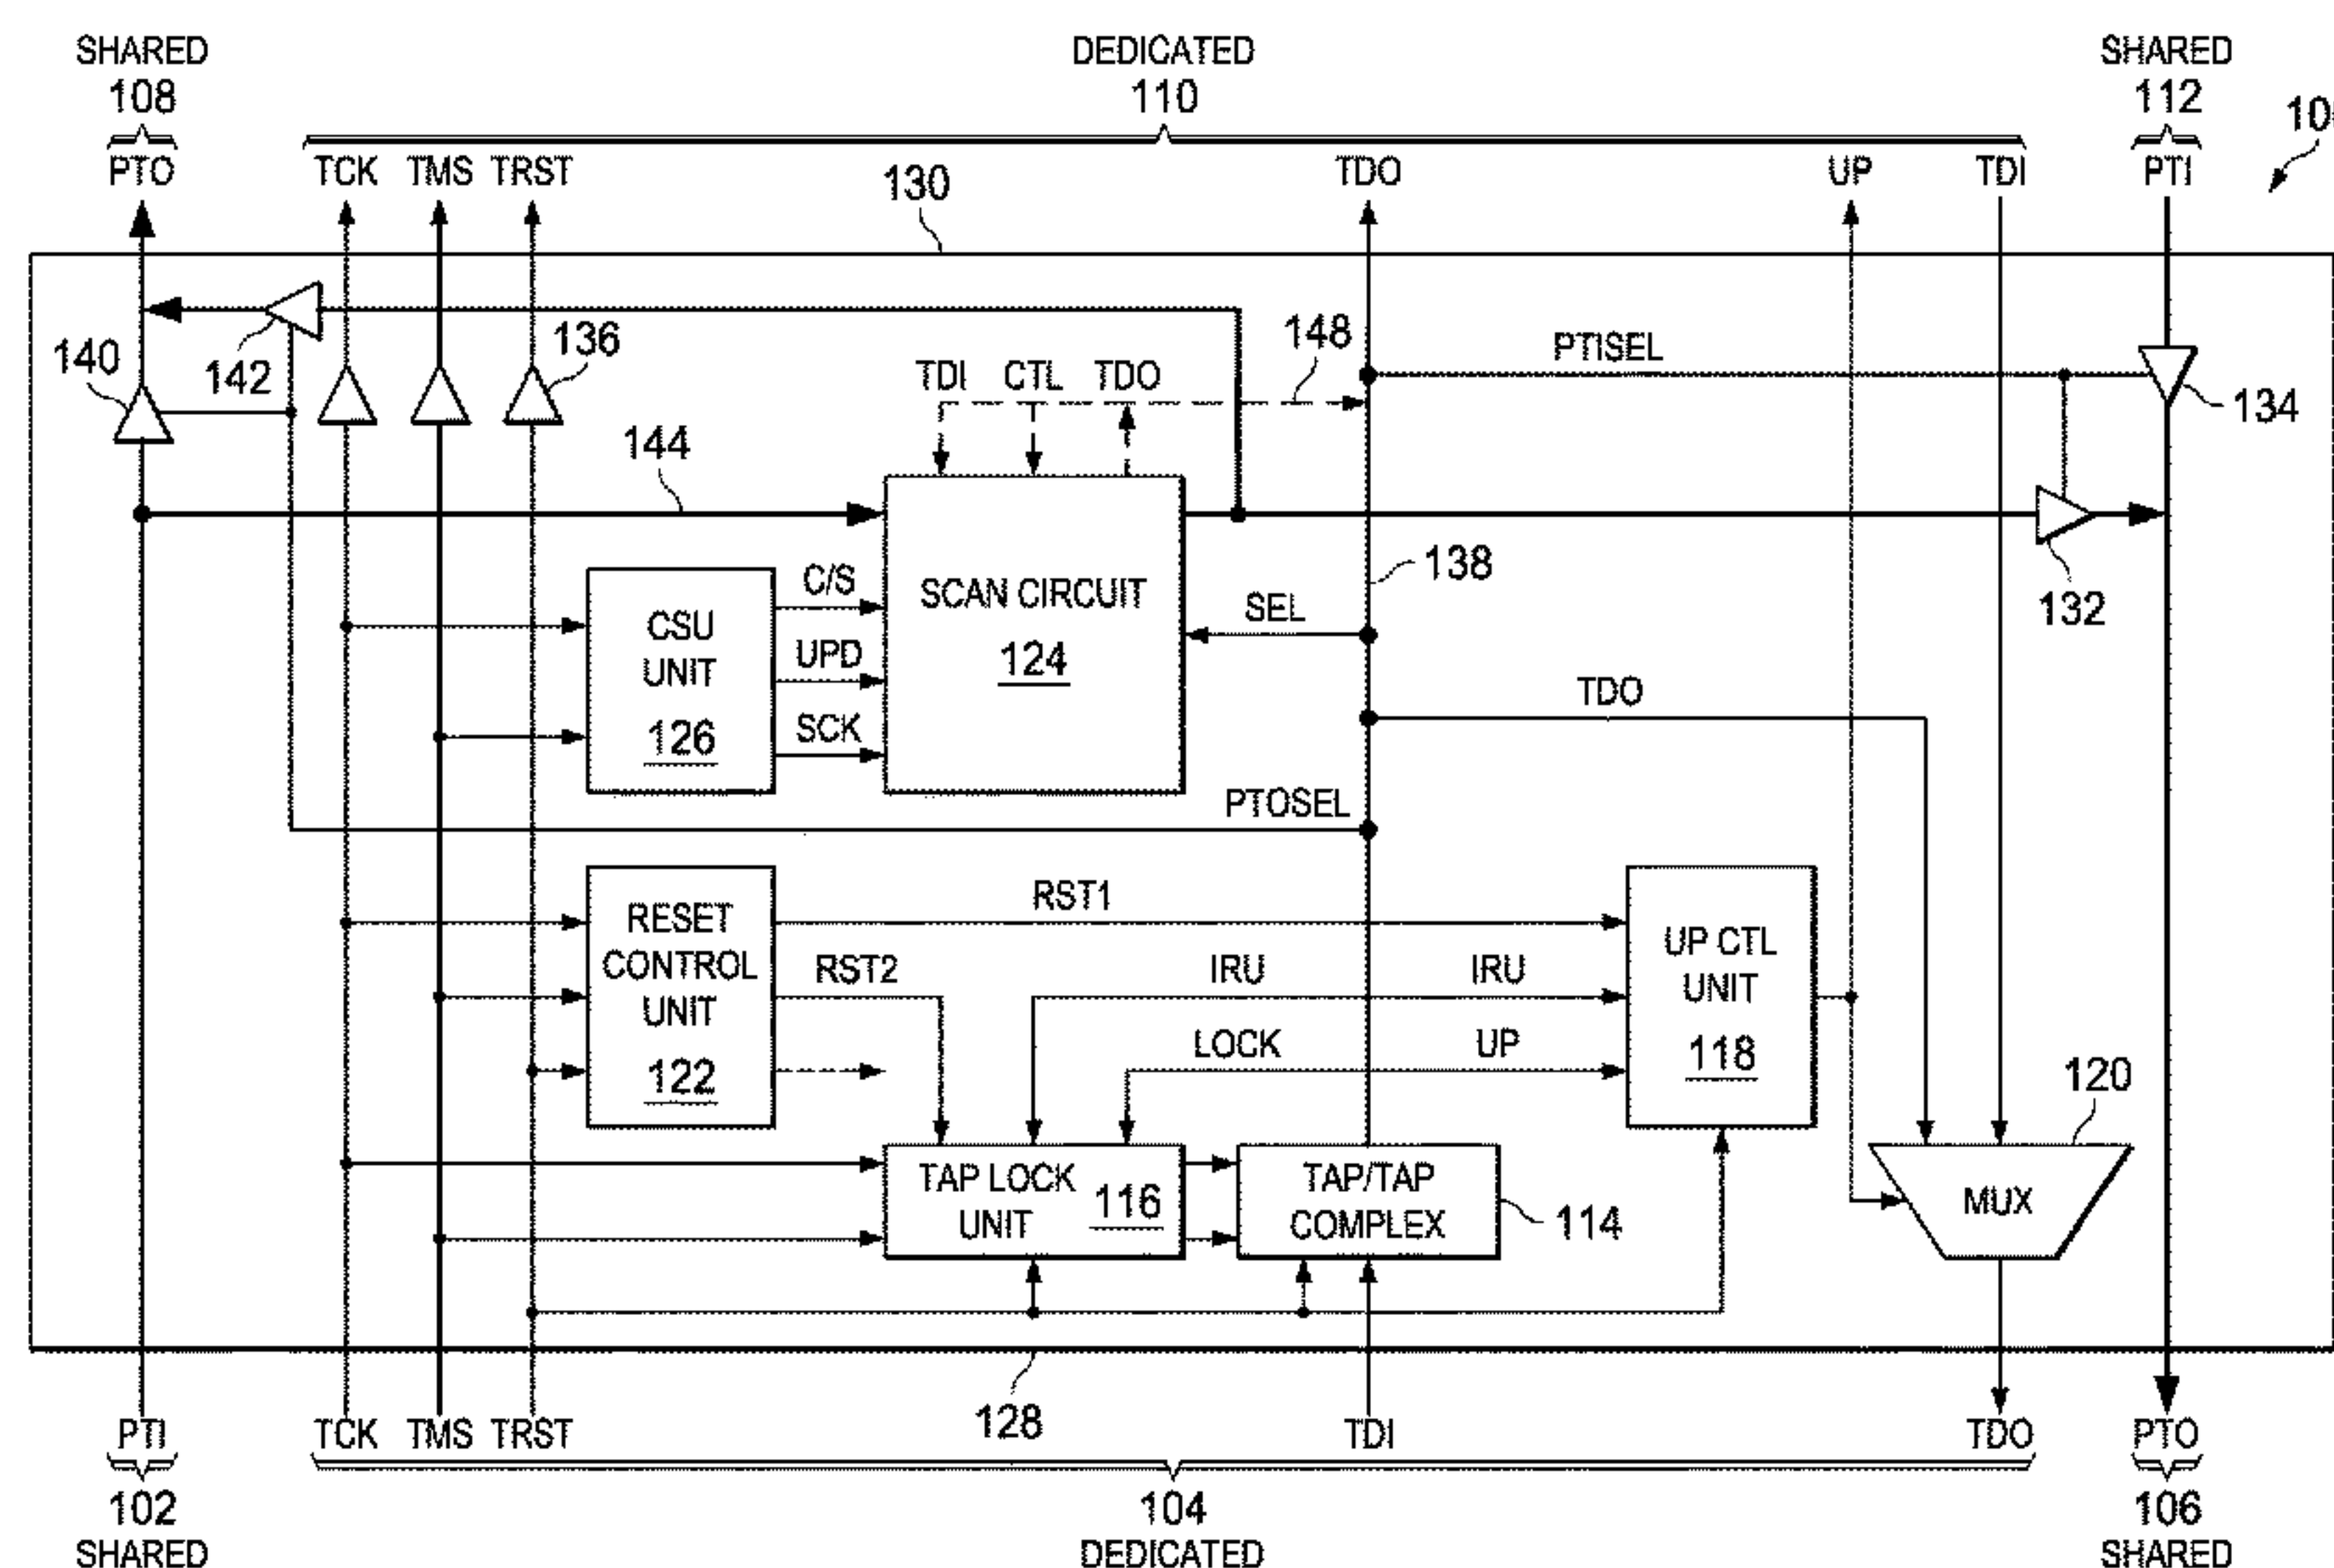 SHARED DEDICATED SHARED
108 110 112
PTO TCK TMS TRST TDO UP TDI PTI
130
140 142 136 148 PTISEL 134
TDI CTL TDO
144
138
132
C/S
SCAN CIRCUIT
124
SEL
CSU
UNIT
126
UPD
SCK
TDO
PTOSEL
RESET
CONTROL
UNIT
122
RST1
RST2
IRU IRU
LOCK UP
UP CTL
UNIT
118
120
TAP LOCK
UNIT
116
TAP/TAP
COMPLEX
114
MUX
128
PTI TCK TMS TRST TDI TDO PTO
102 104 106
SHARED DEDICATED SHARED